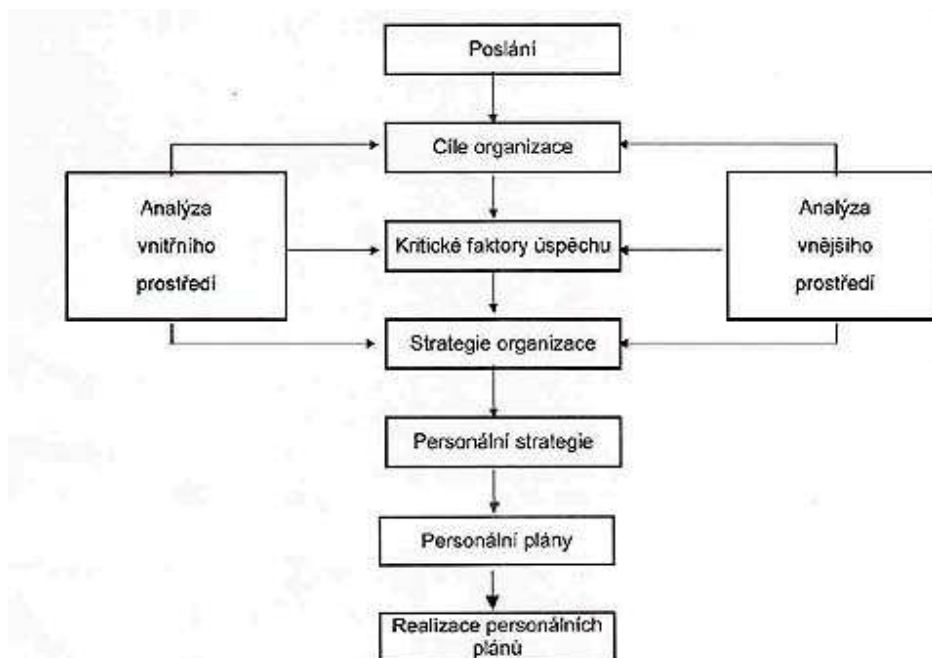 Poslání
Cíle organizace
Analýza
vnitřního
prostředí
Kritické faktory úspěchu
Analýza
vnějšího
prostředí
Strategie organizace
Personální strategie
Personální plány
Realizace personálních
plánů